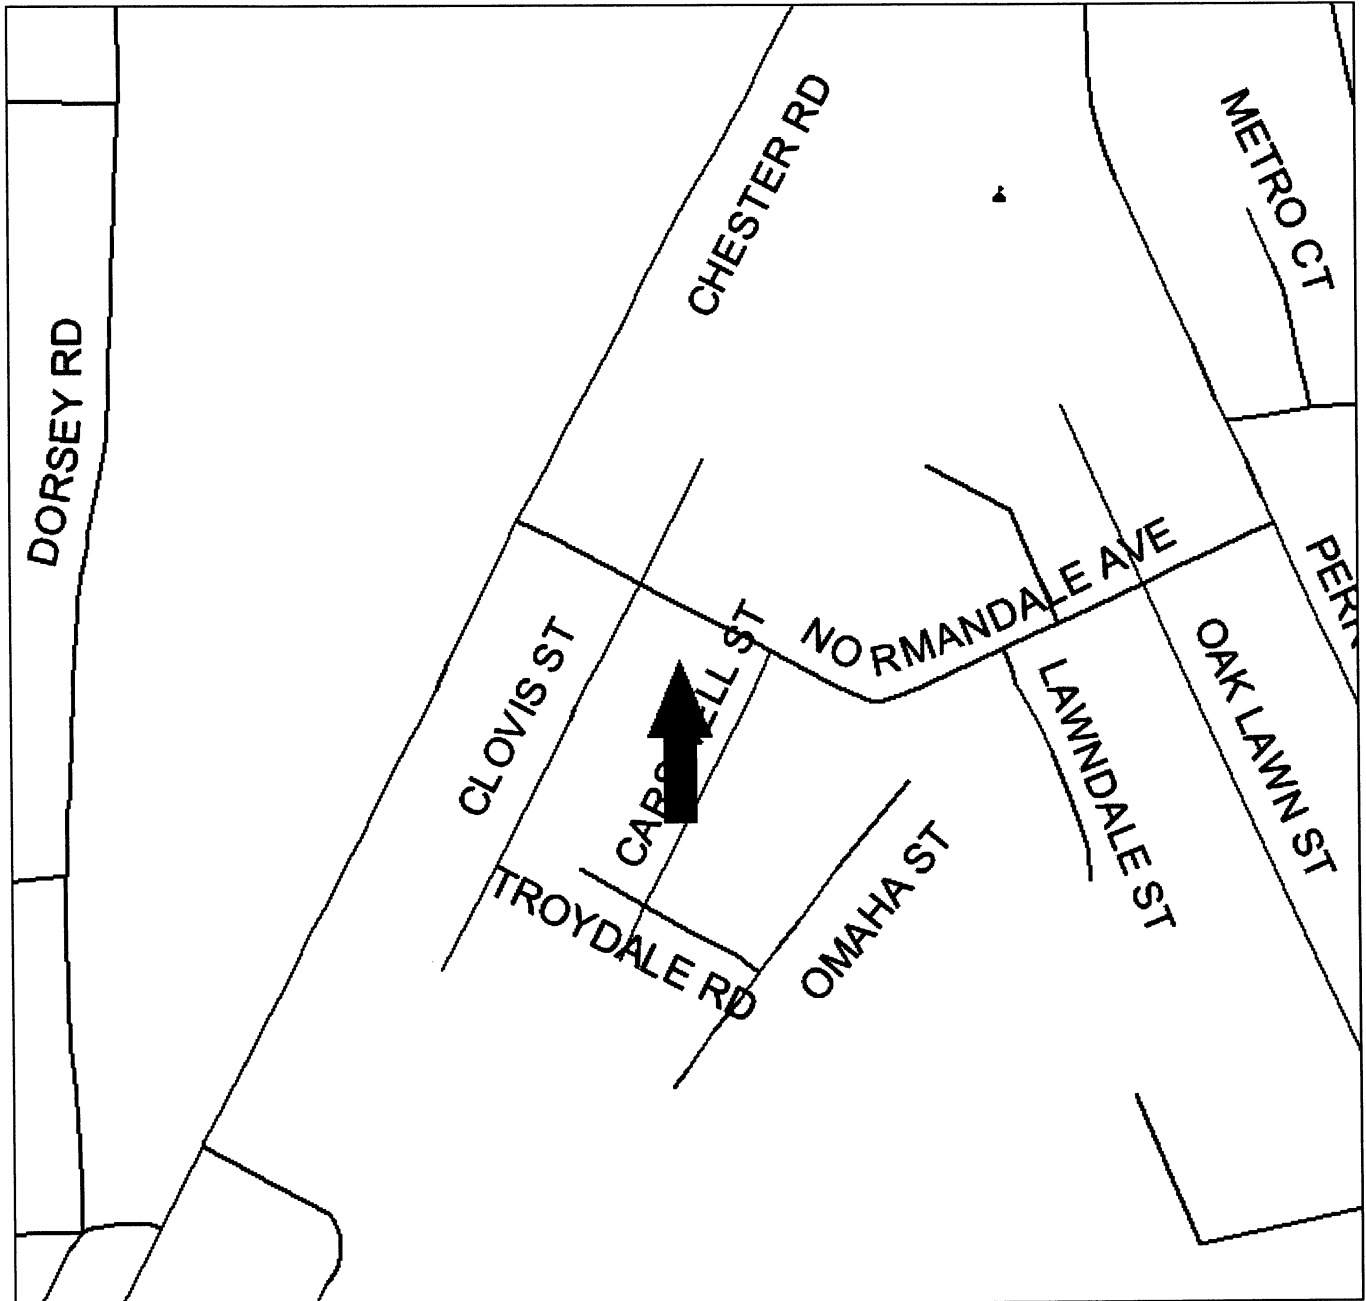 CHESTER RD
METRO CT
DORSEY RD
NORMANDALE AVE
CLOVIS ST
OAK LAWN ST
LAWNDALE ST
OMAHA ST
TROYDALE RD